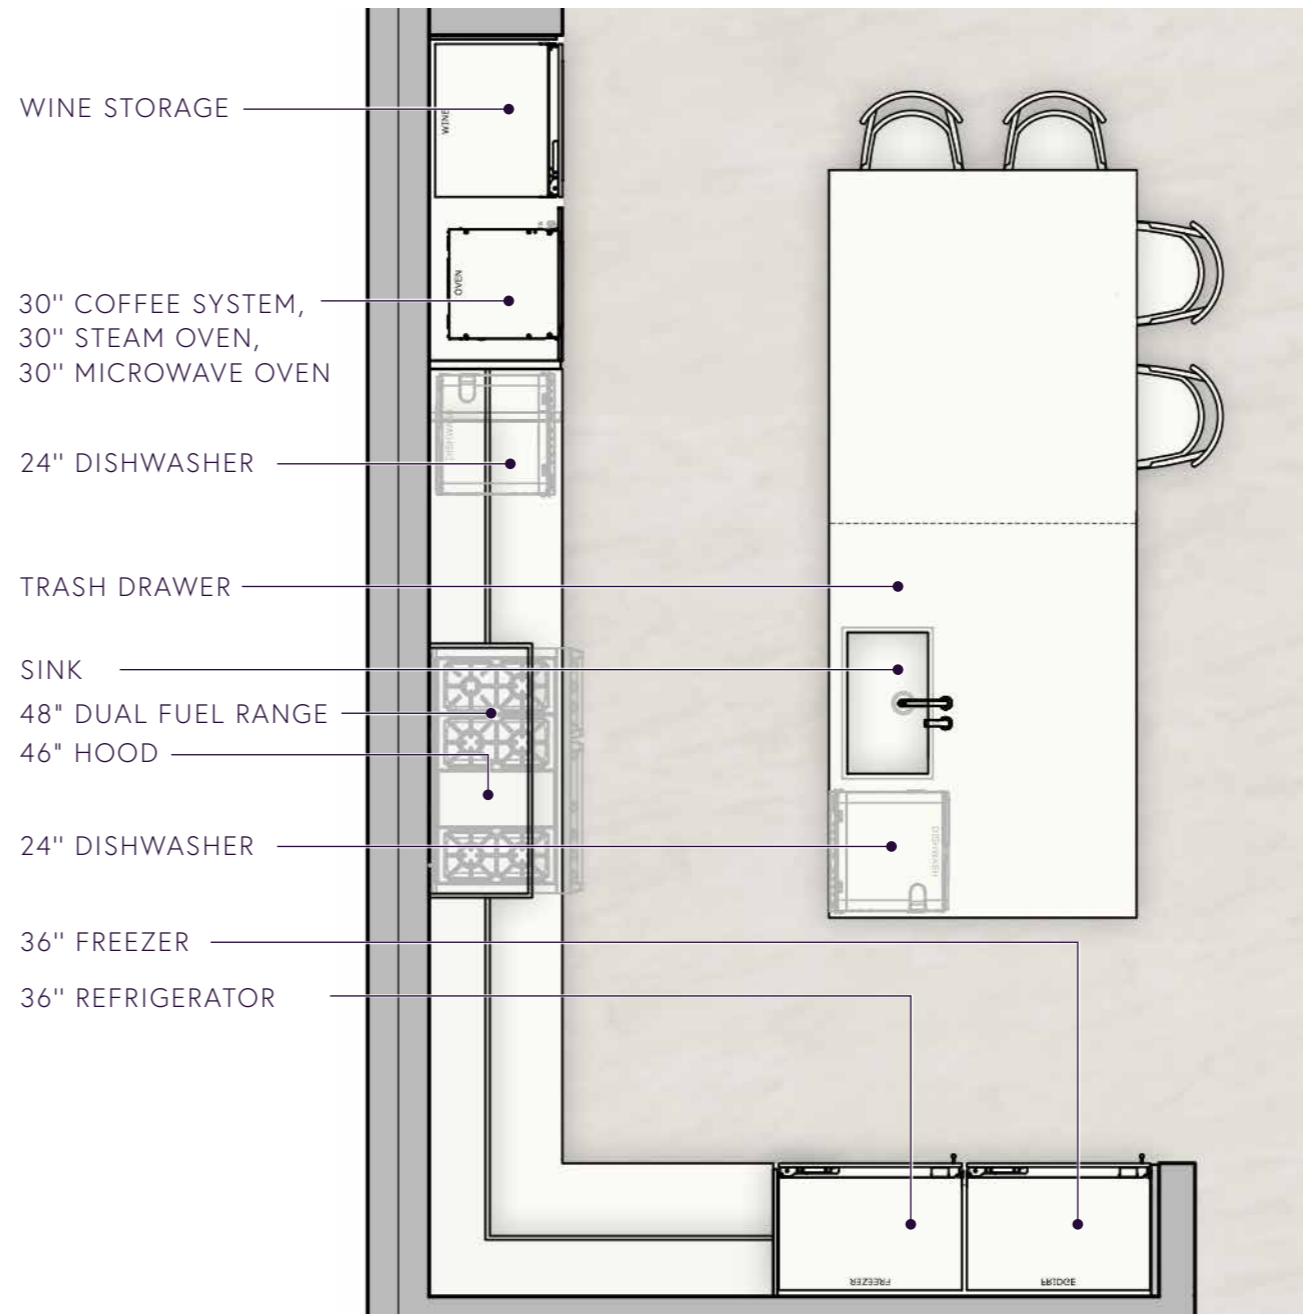 WINE STORAGE
WINE
30" COFFEE SYSTEM,
30" STEAM OVEN,
30" MICROWAVE OVEN
OVEN
24" DISHWASHER
DISHWASH
TRASH DRAWER
SINK
48" DUAL FUEL RANGE
46" HOOD
24" DISHWASHER
DISHWASH
36" FREEZER
36" REFRIGERATOR
FREEZER
FRIDGE